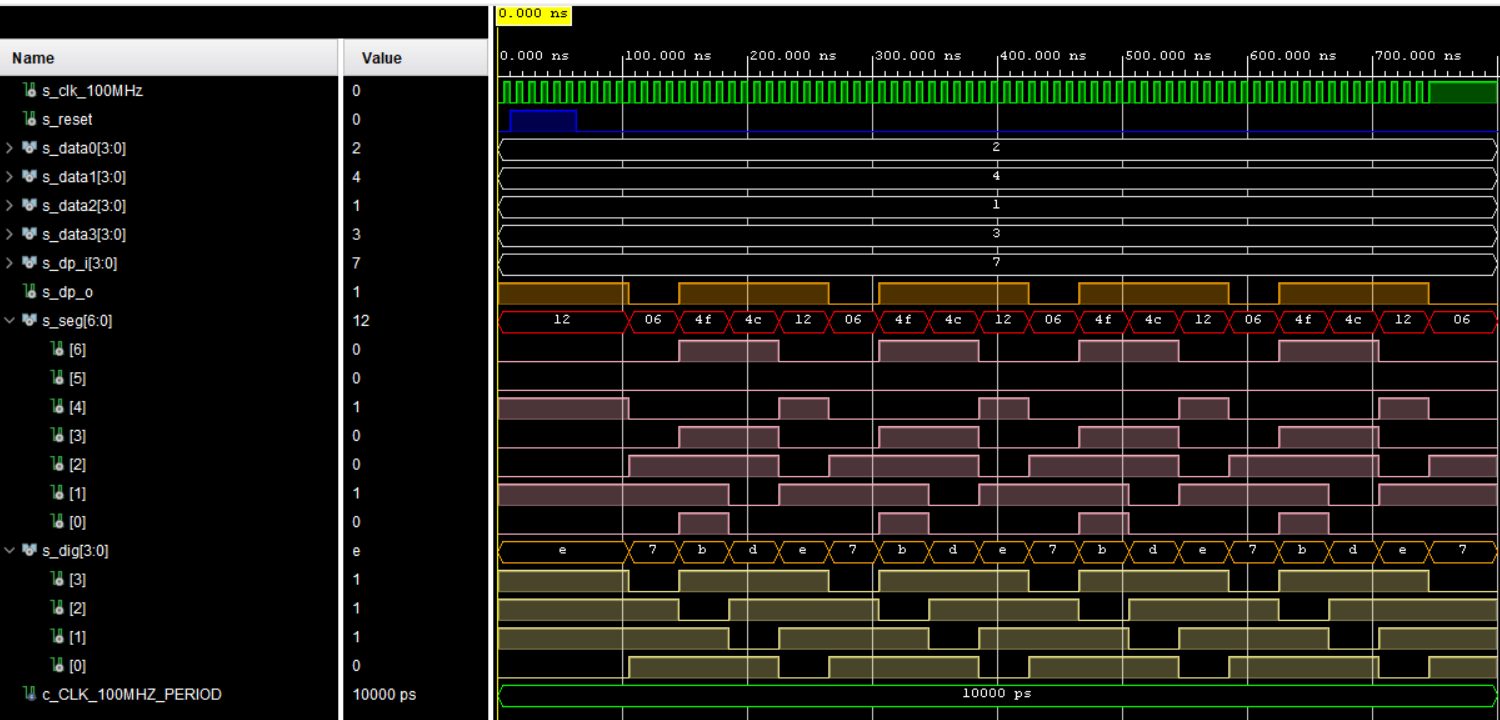 0.000 ns
Name Value
0.000 ns 100.000 ns 200.000 ns 300.000 ns 400.000 ns 500.000 ns 600.000 ns 700.000 ns
s_clk_100MHz 0
s_reset 0
s_data0[3:0] 2 2
s_data1[3:0] 4 4
s_data2[3:0] 1 1
s_data3[3:0] 3 3
s_dp_i[3:0] 7 7
s_dp_o 1
s_seg[6:0] 12 12 06 4f 4c 12 06 4f 4c 12 06 4f 4c 12 06 4f 4c 12 06
[6] 0
[5] 0
[4] 1
[3] 0
[2] 0
[1] 1
[0] 0
s_dig[3:0] e e 7 b d e 7 b d e 7 b d e 7 b d e 7
[3] 1
[2] 1
[1] 1
[0] 0
c_CLK_100MHZ_PERIOD 10000 ps 10000 ps